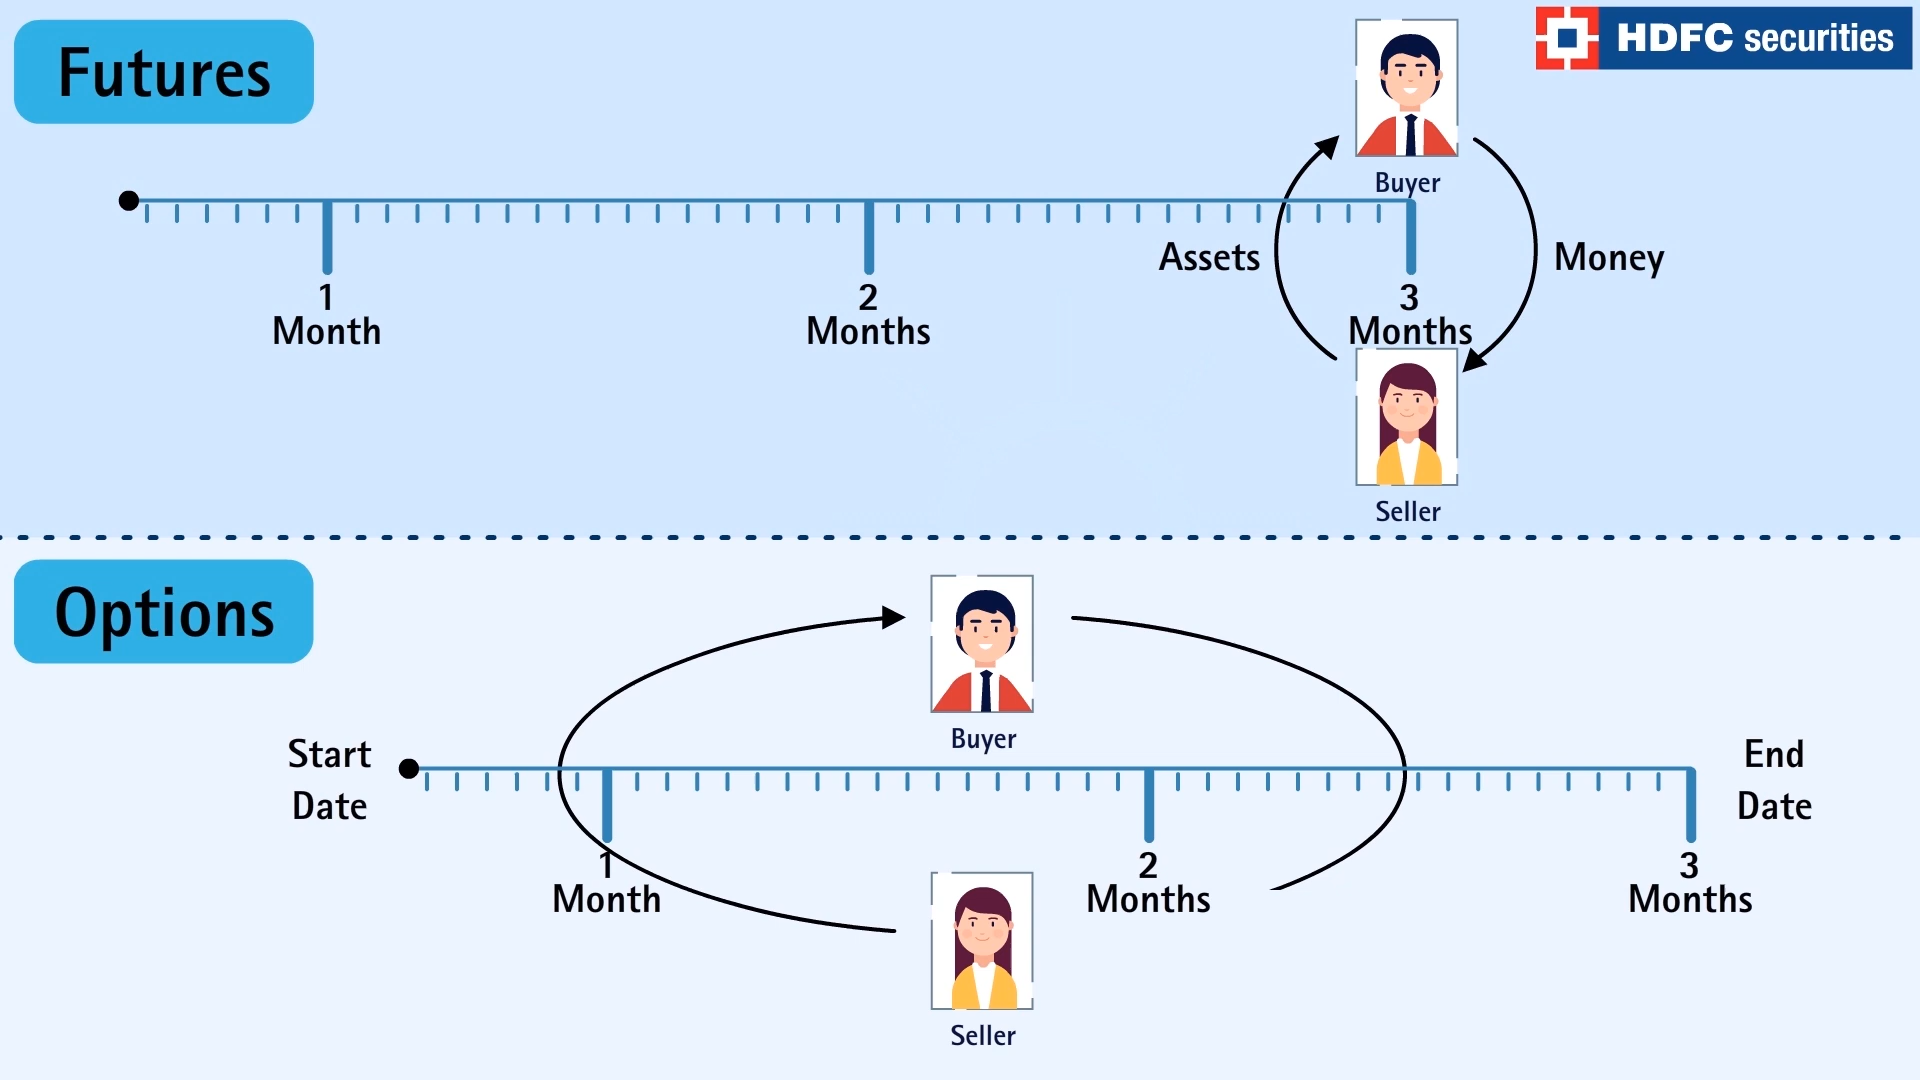 Futures
HDFC securities
Buyer
Assets
Money
1
Month
2
Months
3
Months
Seller
Options
Buyer
Start
Date
End
Date
1
Month
2
Months
3
Months
Seller